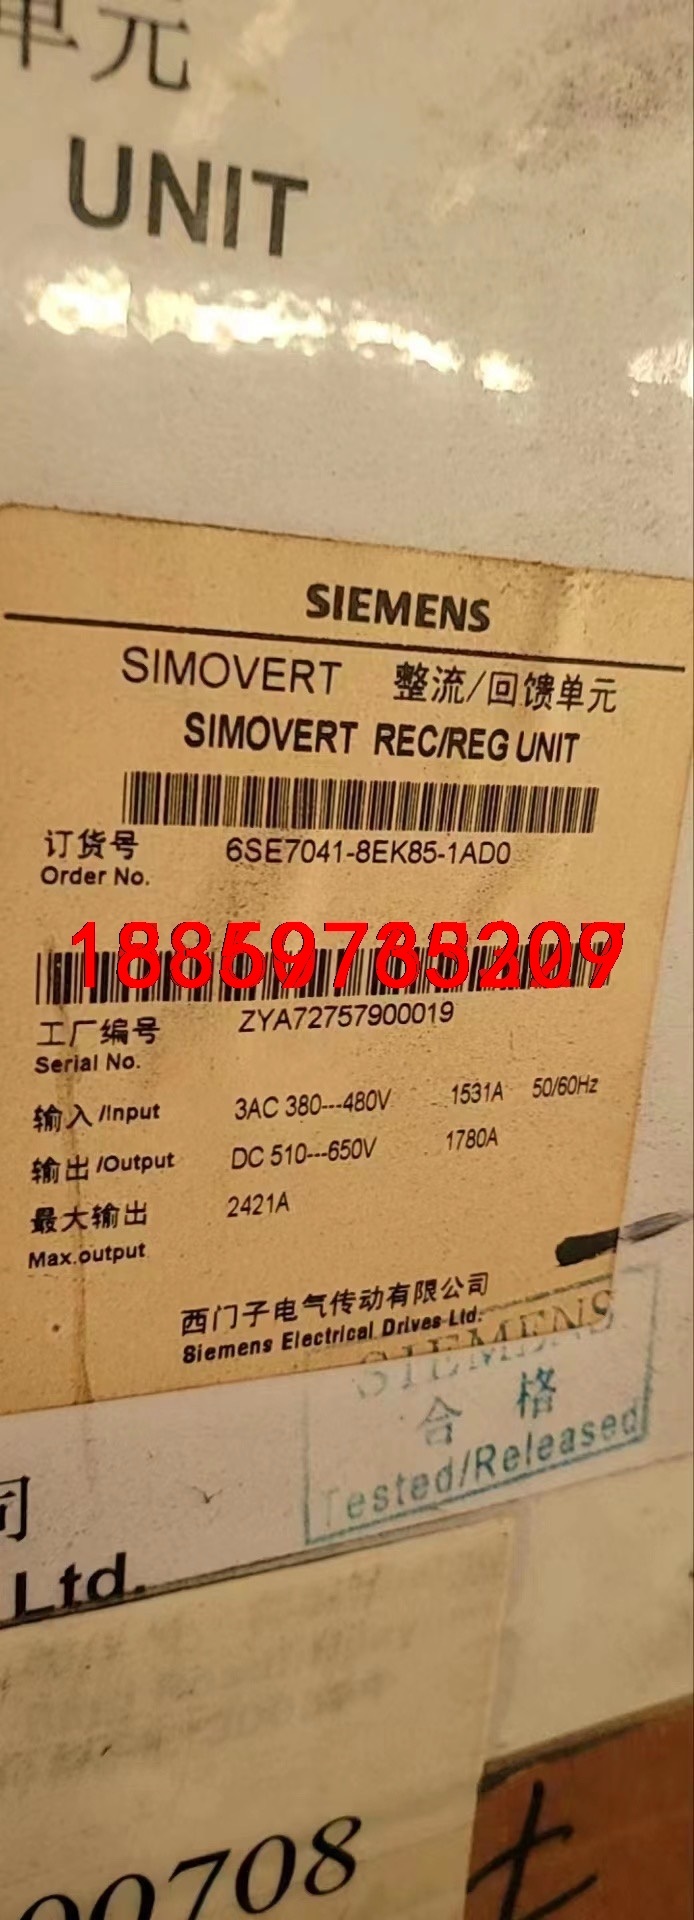 单元
UNIT
SIEMENS
SIMOVERT 整流/回馈单元
SIMOVERT REC/REG UNIT
订货号 6SE7041-8EK85-1AD0
Order No.
工厂编号 ZYA72757900019
Serial No.
输入/Input 3AC 380---480V 1531A 50/60Hz
输出/Output DC 510---650V 1780A
最大输出 2421A
Max.output
西门子电气传动有限公司
Siemens Electrical Drives Ltd.
SIEMENS
合格
Tested/Released
司
Ltd.
00708